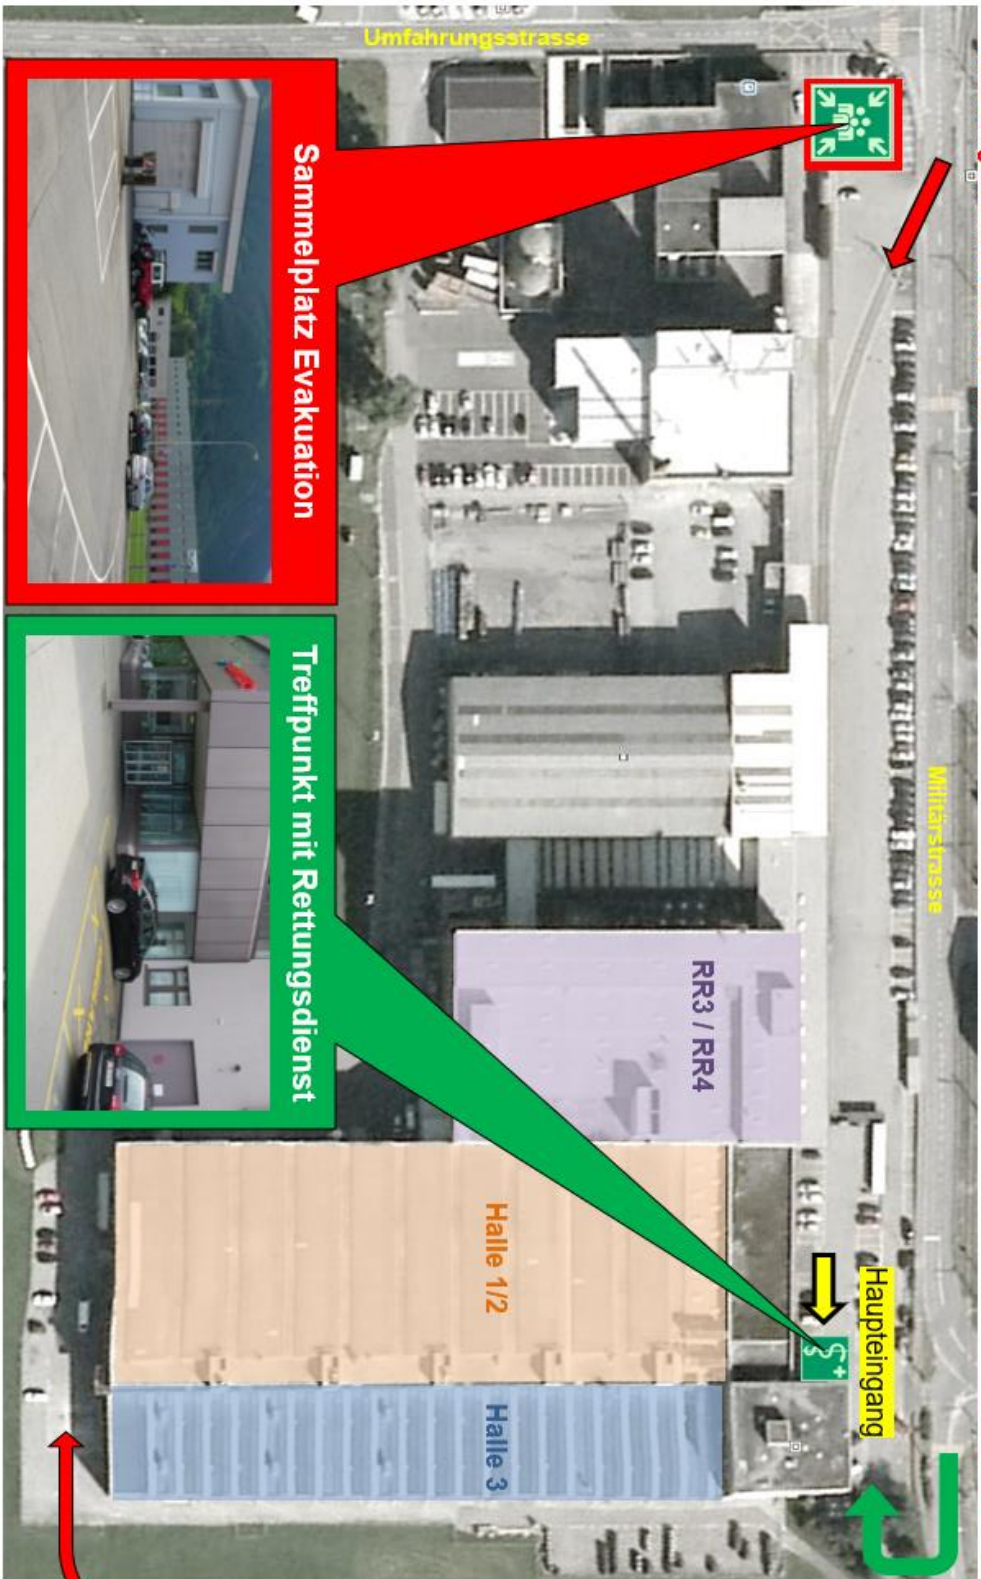 Umfahrungsstrasse
Militärstrasse
Sammelplatz Evakuation
Treffpunkt mit Rettungsdienst
RR3 / RR4
Halle 1/2
Halle 3
Haupteingang